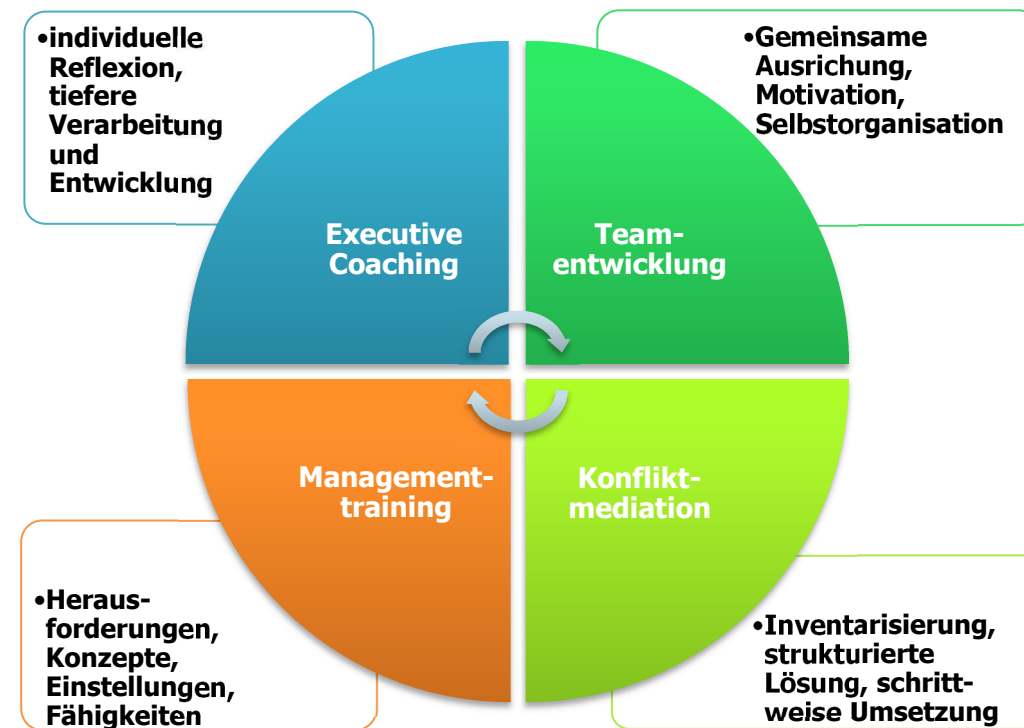 •individuelle
Reflexion,
tiefere
Verarbeitung
und
Entwicklung
•Gemeinsame
Ausrichung,
Motivation,
Selbstorganisation
Executive
Coaching
Team-
entwicklung
Management-
training
Konflikt-
mediation
•Heraus-
forderungen,
Konzepte,
Einstellungen,
Fähigkeiten
•Inventarisierung,
strukturierte
Lösung, schritt-
weise Umsetzung